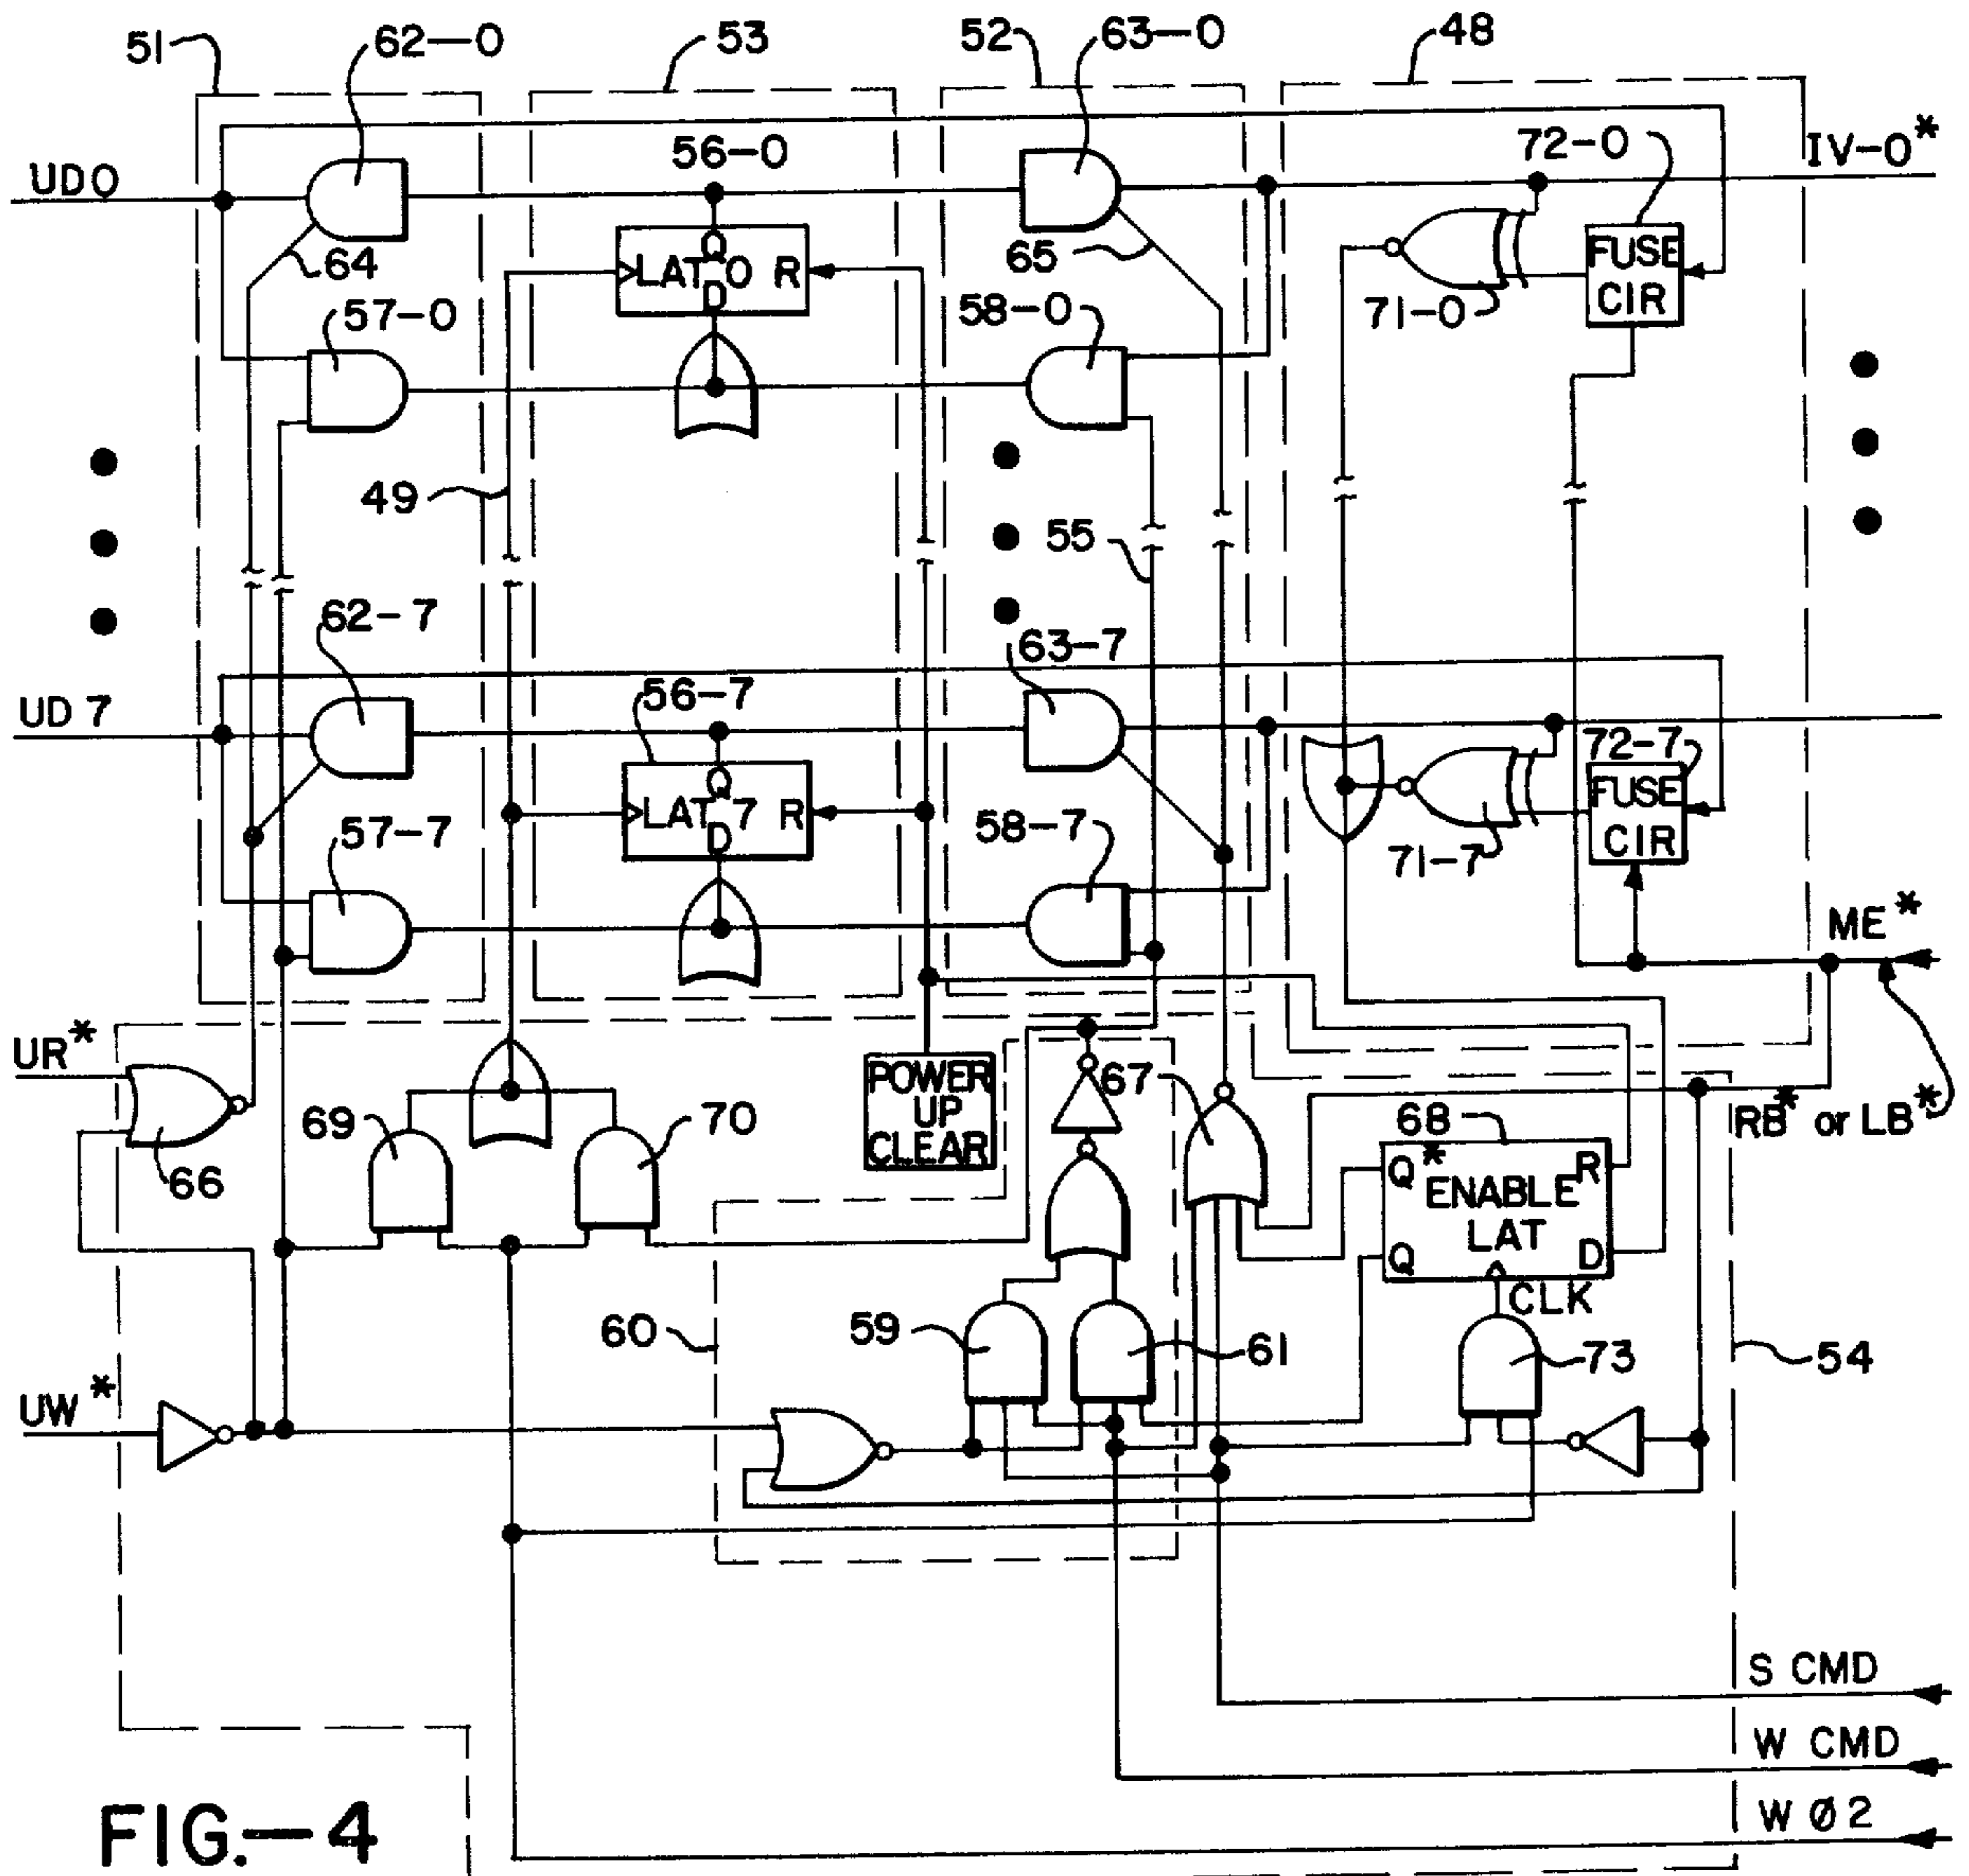 51
62-0
53
52
63-0
48
UD0
56-0
72-0
IV-0*
64
LAT 0
Q
D
R
65
FUSE
CIR
57-0
58-0
71-0
49
55
62-7
63-7
UD 7
56-7
72-7
LAT 7
Q
D
R
FUSE
CIR
57-7
58-7
71-7
ME*
UR*
POWER
UP
CLEAR
67
69
70
68
RB* or LB*
66
Q*
ENABLE
LAT
R
Q
D
CLK
60
59
61
73
54
UW*
S CMD
W CMD
W Ø2
FIG.-4